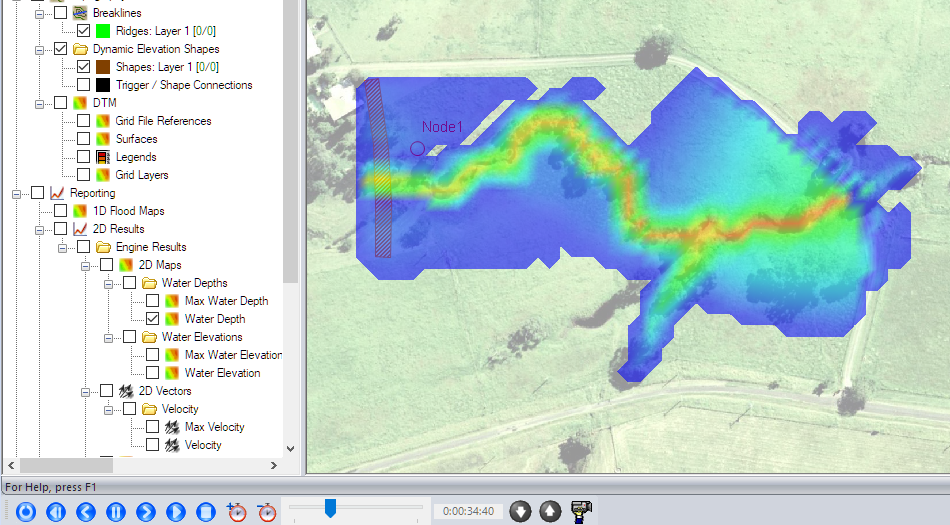 Breaklines
Ridges: Layer 1 [0/0]
Dynamic Elevation Shapes
Shapes: Layer 1 [0/0]
Trigger / Shape Connections
DTM
Grid File References
Surfaces
Legends
Grid Layers
Reporting
1D Flood Maps
2D Results
Engine Results
2D Maps
Water Depths
Max Water Depth
Water Depth
Water Elevations
Max Water Elevation
Water Elevation
2D Vectors
Velocity
Max Velocity
Velocity
Node1
For Help, press F1
0:00:34:40